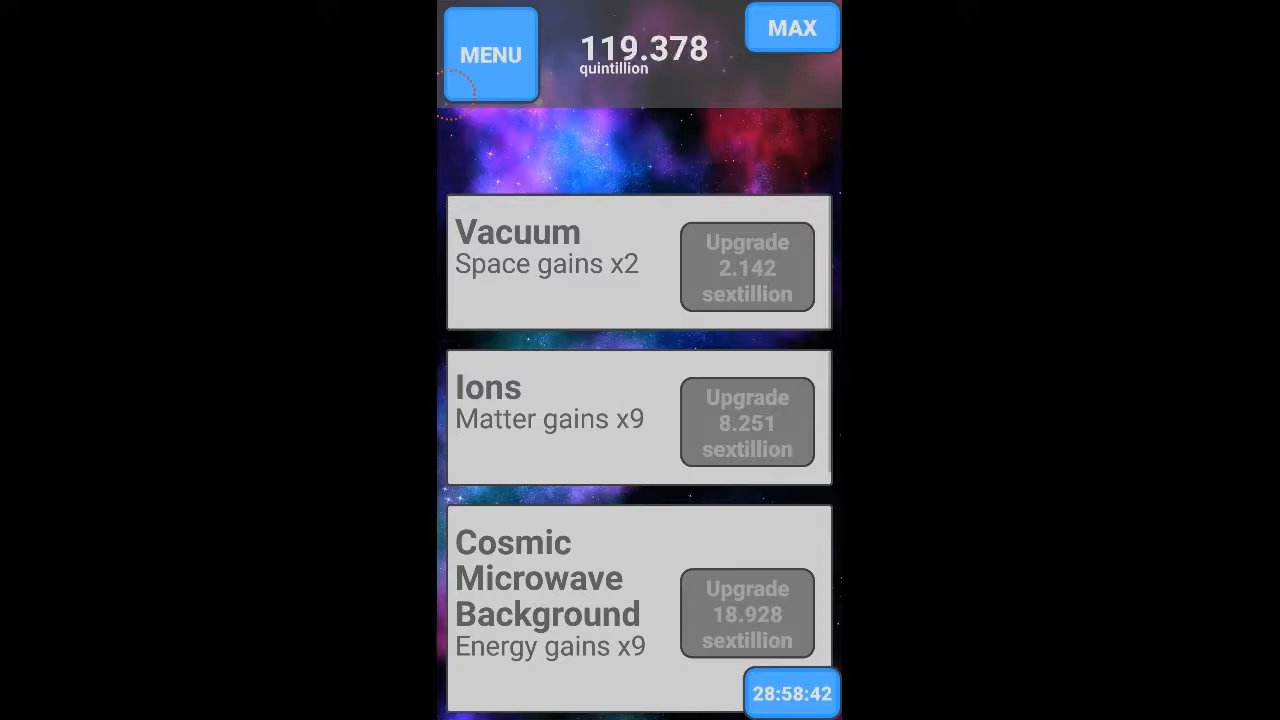 MENU
119.378
quintillion
MAX
Vacuum
Space gains x2
Upgrade
2.142
sextillion
Ions
Matter gains x9
Upgrade
8.251
sextillion
Cosmic
Microwave
Background
Energy gains x9
Upgrade
18.928
sextillion
28:58:42